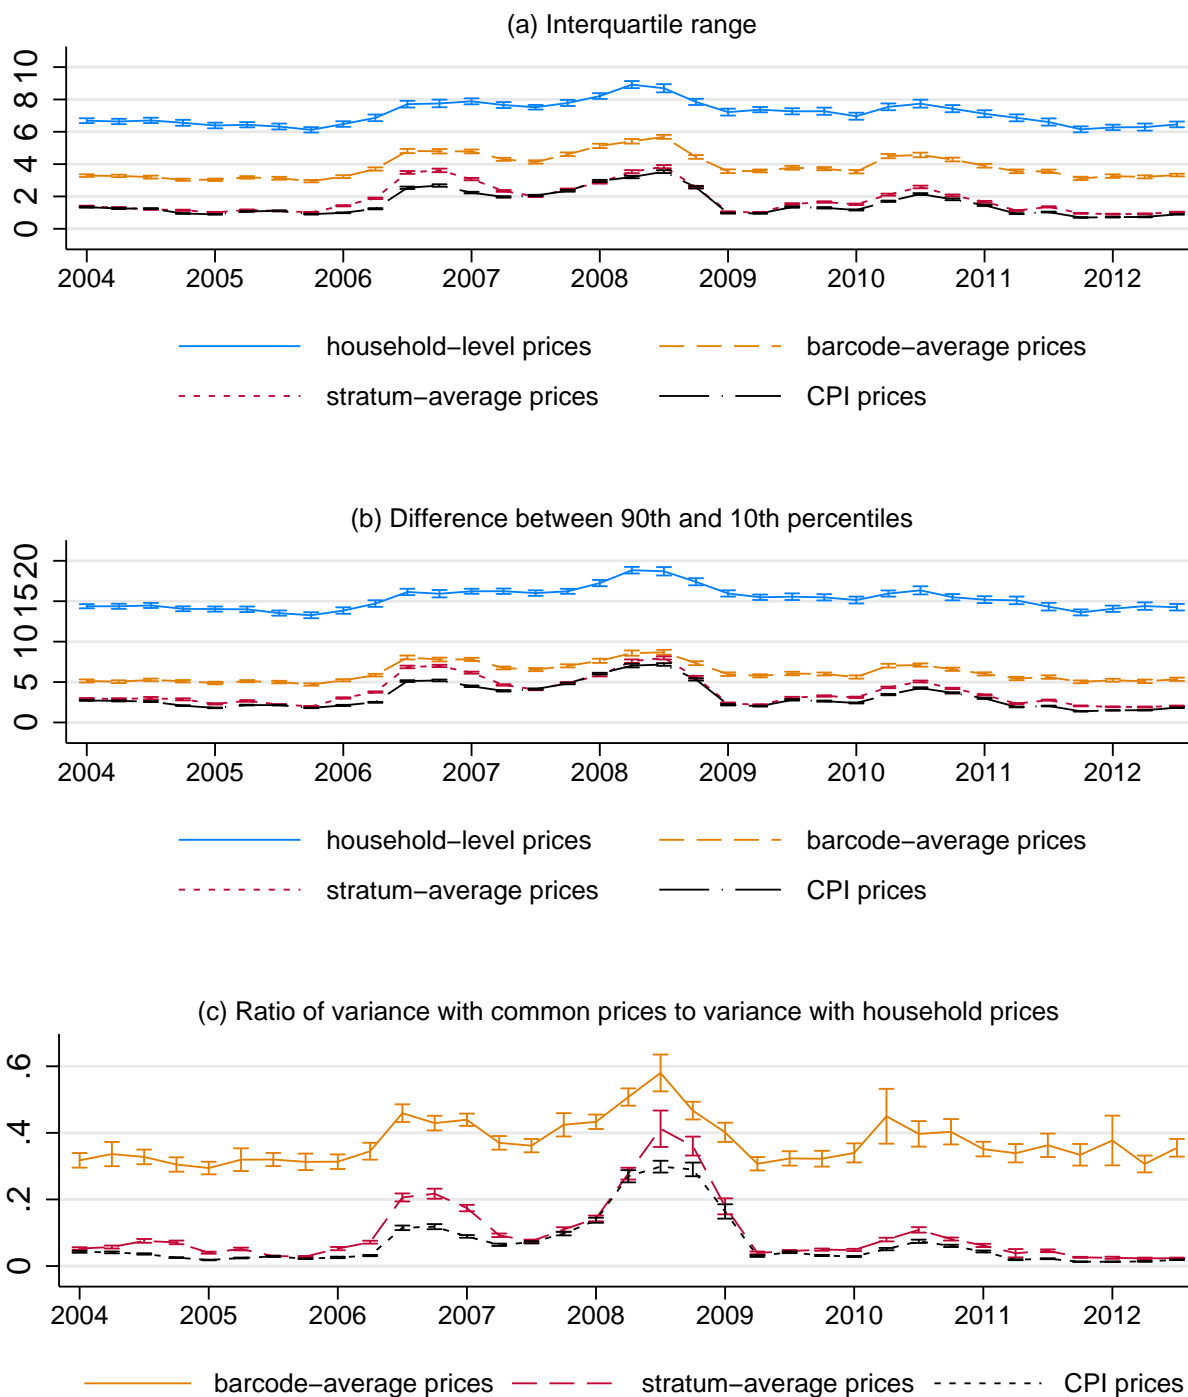 (a) Interquartile range
10
8
6
4
2
0
2004 2005 2006 2007 2008 2009 2010 2011 2012
household−level prices barcode−average prices
stratum−average prices CPI prices
(b) Difference between 90th and 10th percentiles
20
15
10
5
0
2004 2005 2006 2007 2008 2009 2010 2011 2012
household−level prices barcode−average prices
stratum−average prices CPI prices
(c) Ratio of variance with common prices to variance with household prices
.6
.4
.2
0
2004 2005 2006 2007 2008 2009 2010 2011 2012
barcode−average prices stratum−average prices CPI prices